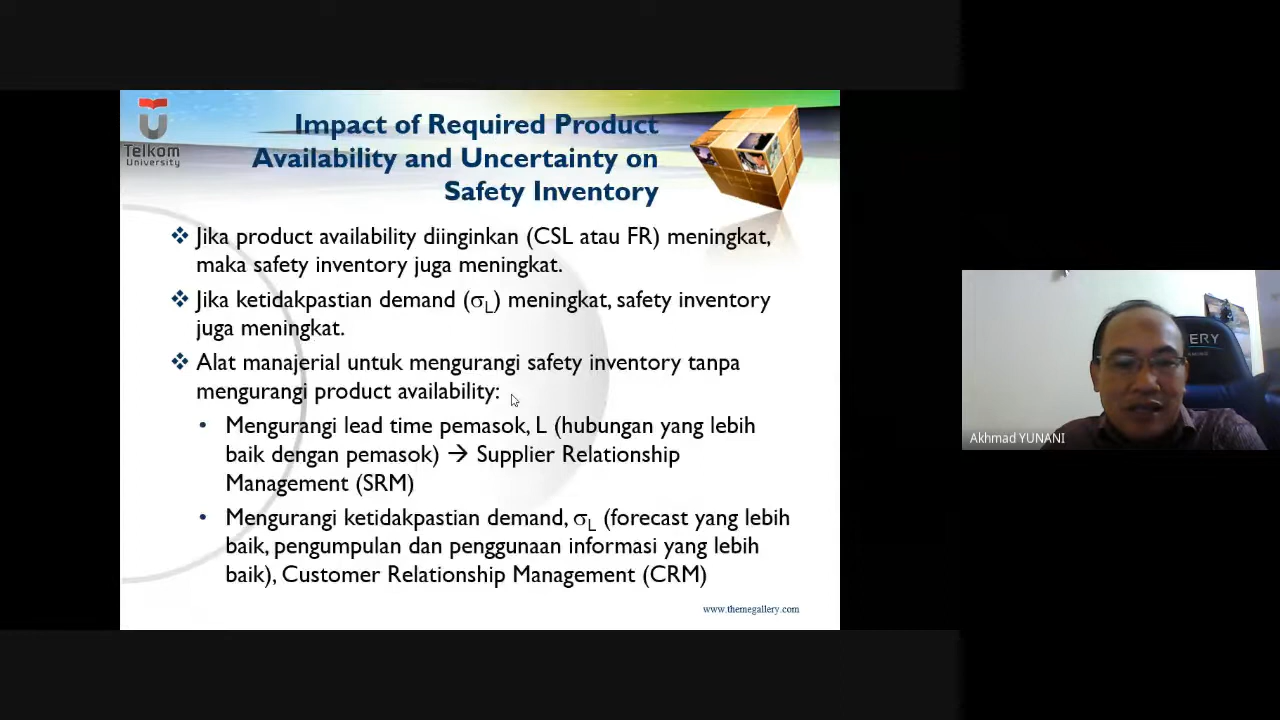 Telkom
University
Impact of Required Product
Availability and Uncertainty on
Safety Inventory
❖ Jika product availability diinginkan (CSL atau FR) meningkat,
maka safety inventory juga meningkat.
❖ Jika ketidakpastian demand (σL) meningkat, safety inventory
juga meningkat.
❖ Alat manajerial untuk mengurangi safety inventory tanpa
mengurangi product availability:
• Mengurangi lead time pemasok, L (hubungan yang lebih
baik dengan pemasok) → Supplier Relationship
Management (SRM)
• Mengurangi ketidakpastian demand, σL (forecast yang lebih
baik, pengumpulan dan penggunaan informasi yang lebih
baik), Customer Relationship Management (CRM)
www.themegallery.com
Akhmad YUNANI